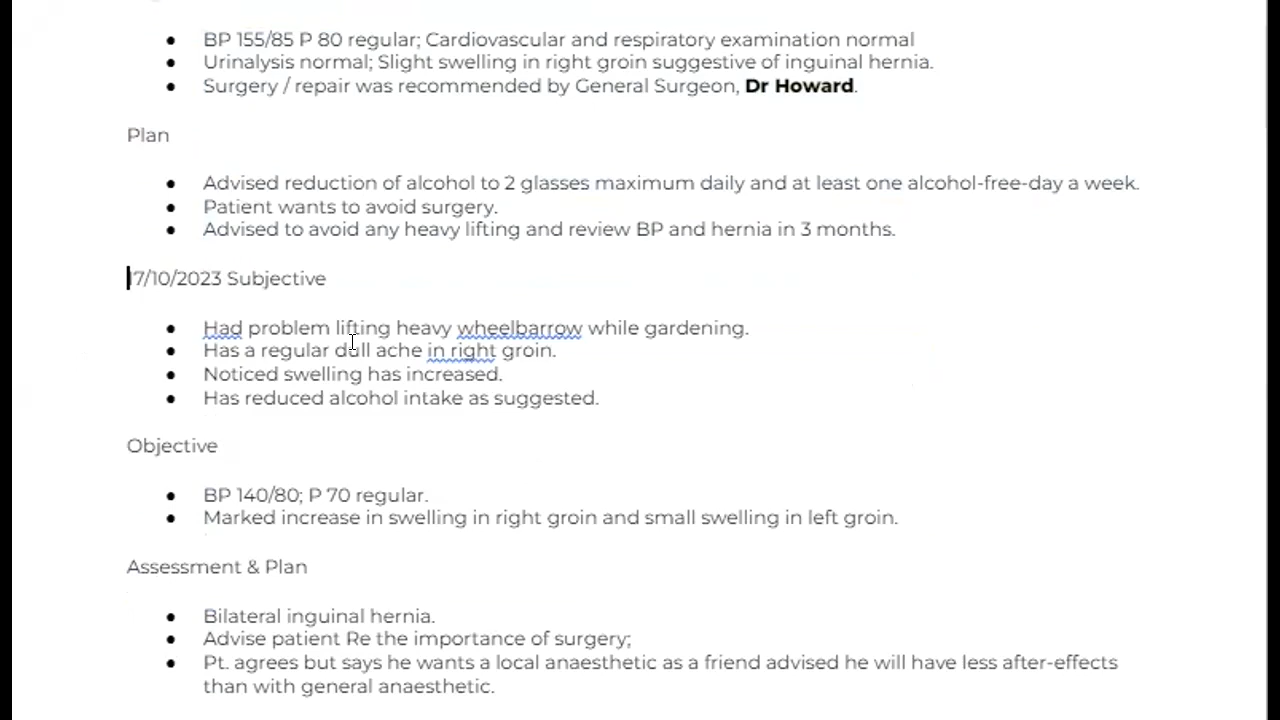 BP 155/85 P 80 regular; Cardiovascular and respiratory examination normal
Urinalysis normal; Slight swelling in right groin suggestive of inguinal hernia.
Surgery / repair was recommended by General Surgeon, Dr Howard.
Plan
Advised reduction of alcohol to 2 glasses maximum daily and at least one alcohol-free-day a week.
Patient wants to avoid surgery.
Advised to avoid any heavy lifting and review BP and hernia in 3 months.
17/10/2023 Subjective
Had problem lifting heavy wheelbarrow while gardening.
Has a regular dull ache in right groin.
Noticed swelling has increased.
Has reduced alcohol intake as suggested.
Objective
BP 140/80; P 70 regular.
Marked increase in swelling in right groin and small swelling in left groin.
Assessment & Plan
Bilateral inguinal hernia.
Advise patient Re the importance of surgery;
Pt. agrees but says he wants a local anaesthetic as a friend advised he will have less after-effects
than with general anaesthetic.